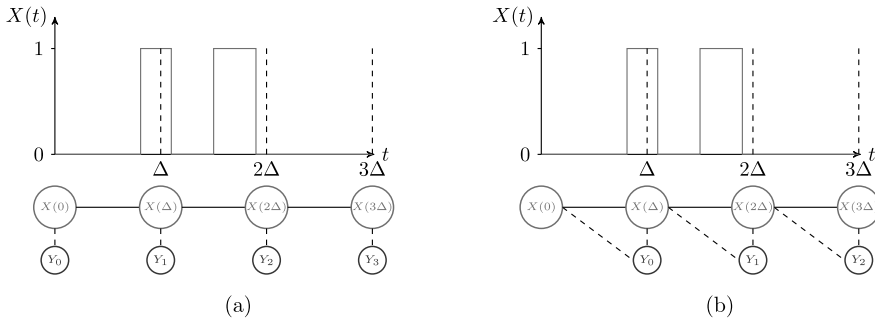 X(t)
1
0
t
Δ 2Δ 3Δ
X(0) X(Δ) X(2Δ) X(3Δ)
Y₀ Y₁ Y₂ Y₃
(a)
X(t)
1
0
t
Δ 2Δ 3Δ
X(0) X(Δ) X(2Δ) X(3Δ
Y₀ Y₁ Y₂
(b)